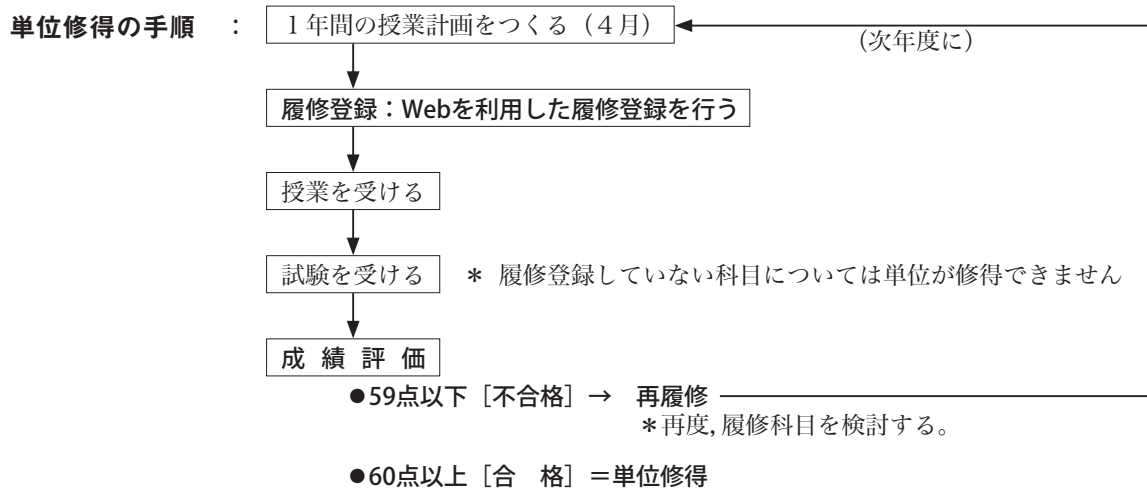 単位修得の手順 : 1年間の授業計画をつくる(4月)
(次年度に)
履修登録:Webを利用した履修登録を行う
授業を受ける
試験を受ける * 履修登録していない科目については単位が修得できません
成 績 評 価
●59点以下[不合格]→ 再履修
*再度,履修科目を検討する。
●60点以上[合 格]=単位修得